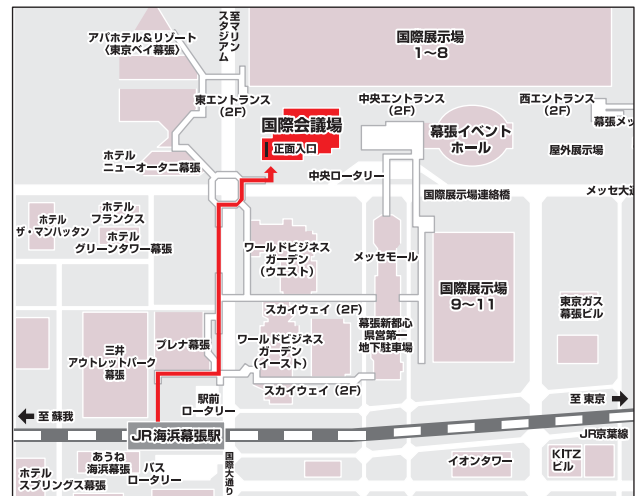 至マリン
スタジアム
アパホテル&リゾート
〈東京ベイ幕張〉
国際展示場
1〜8
東エントランス
(2F)
中央エントランス
(2F)
西エントランス
(2F)
幕張メッ
国際会議場
正面入口
幕張イベント
ホール
屋外展示場
ホテル
ニューオータニ幕張
中央ロータリー
国際展示場連絡橋
メッセ大通
ホテル
フランクス
ホテル
ザ・マンハッタン
ホテル
グリーンタワー幕張
ワールドビジネス
ガーデン
(ウエスト)
メッセモール
国際展示場
9〜11
スカイウェイ(2F)
東京ガス
幕張ビル
プレナ幕張
三井
アウトレットパーク
幕張
ワールドビジネス
ガーデン
(イースト)
幕張新都心
県営第一
地下駐車場
スカイウェイ(2F)
駅前
ロータリー
至 蘇我
至 東京
JR海浜幕張駅
JR京葉線
あうね
海浜幕張
バス
ロータリー
国際大通り
イオンタワー
KITZ
ビル
ホテル
スプリングス幕張